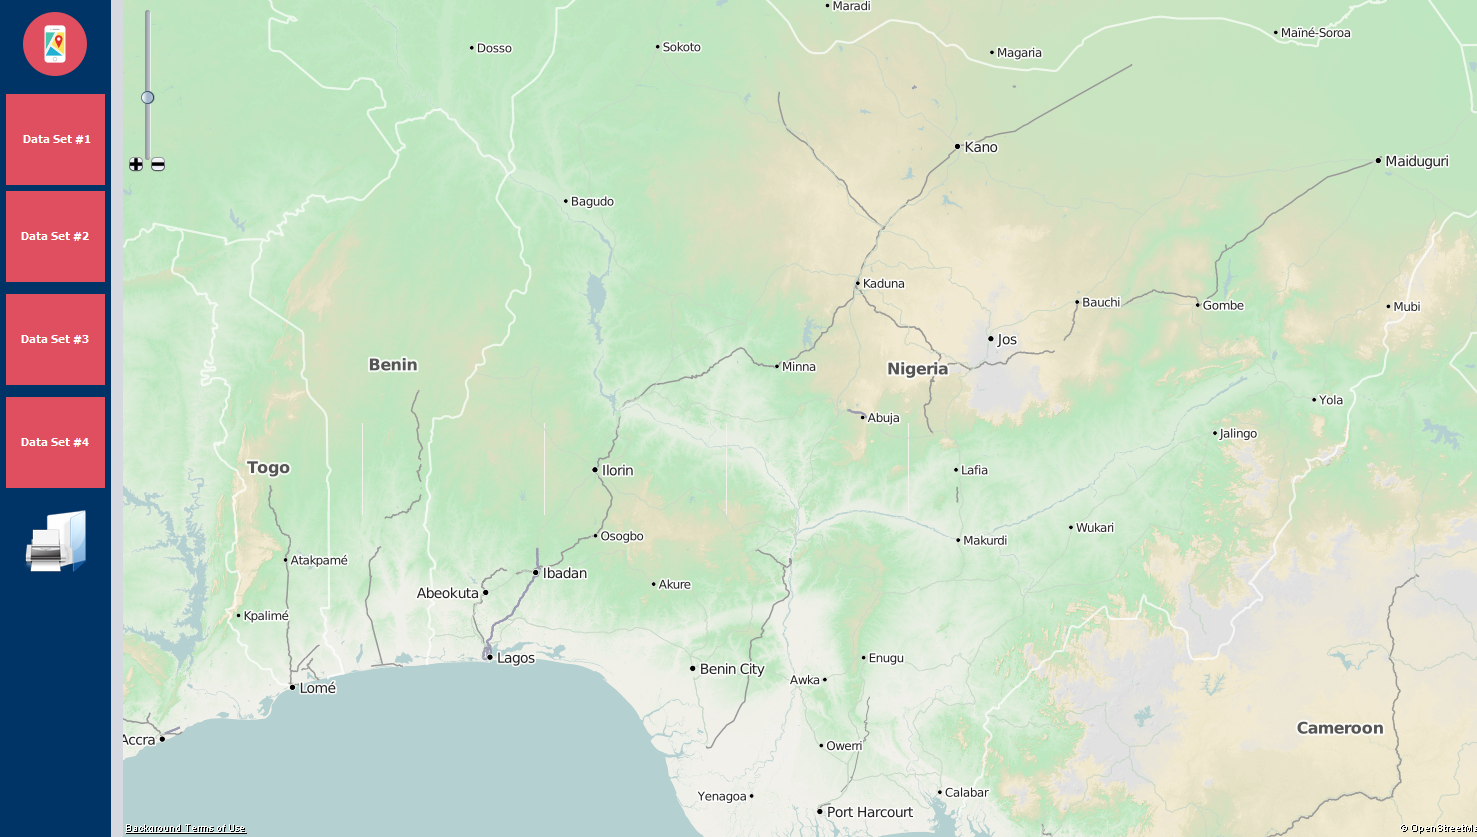 Data Set #1
Data Set #2
Data Set #3
Data Set #4
Maradi
Dosso
Sokoto
Magaria
Maïné-Soroa
Kano
Maiduguri
Bagudo
Kaduna
Bauchi
Gombe
Mubi
Jos
Benin
Minna
Nigeria
Yola
Abuja
Jalingo
Togo
Ilorin
Lafia
Osogbo
Makurdi
Wukari
Atakpamé
Ibadan
Abeokuta
Akure
Kpalimé
Lagos
Enugu
Benin City
Awka
Lomé
Cameroon
Accra
Owerri
Yenagoa
Calabar
Port Harcourt
Background Terms of Use